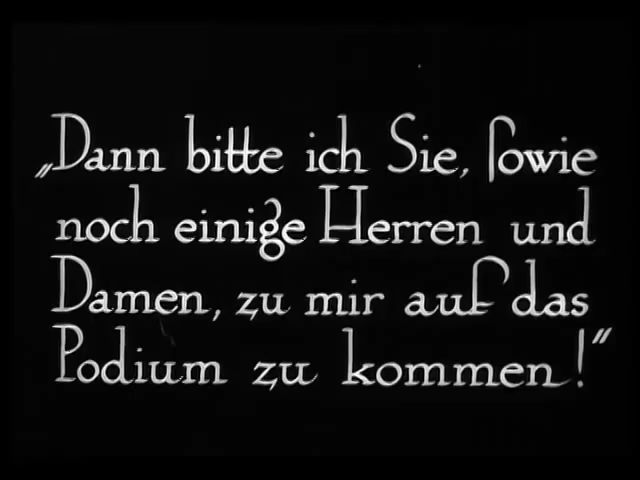 „Dann bitte ich Sie, ſowie
noch einige Herren und
Damen, zu mir auf das
Podium zu kommen!“